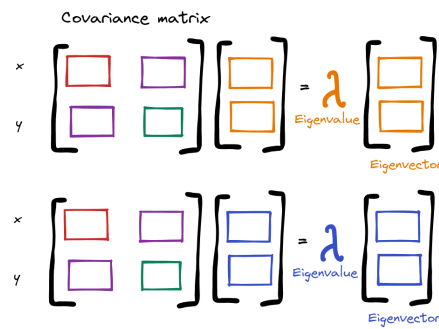 Covariance matrix
x
y
= λ
Eigenvalue
Eigenvector
x
y
= λ
Eigenvalue
Eigenvector